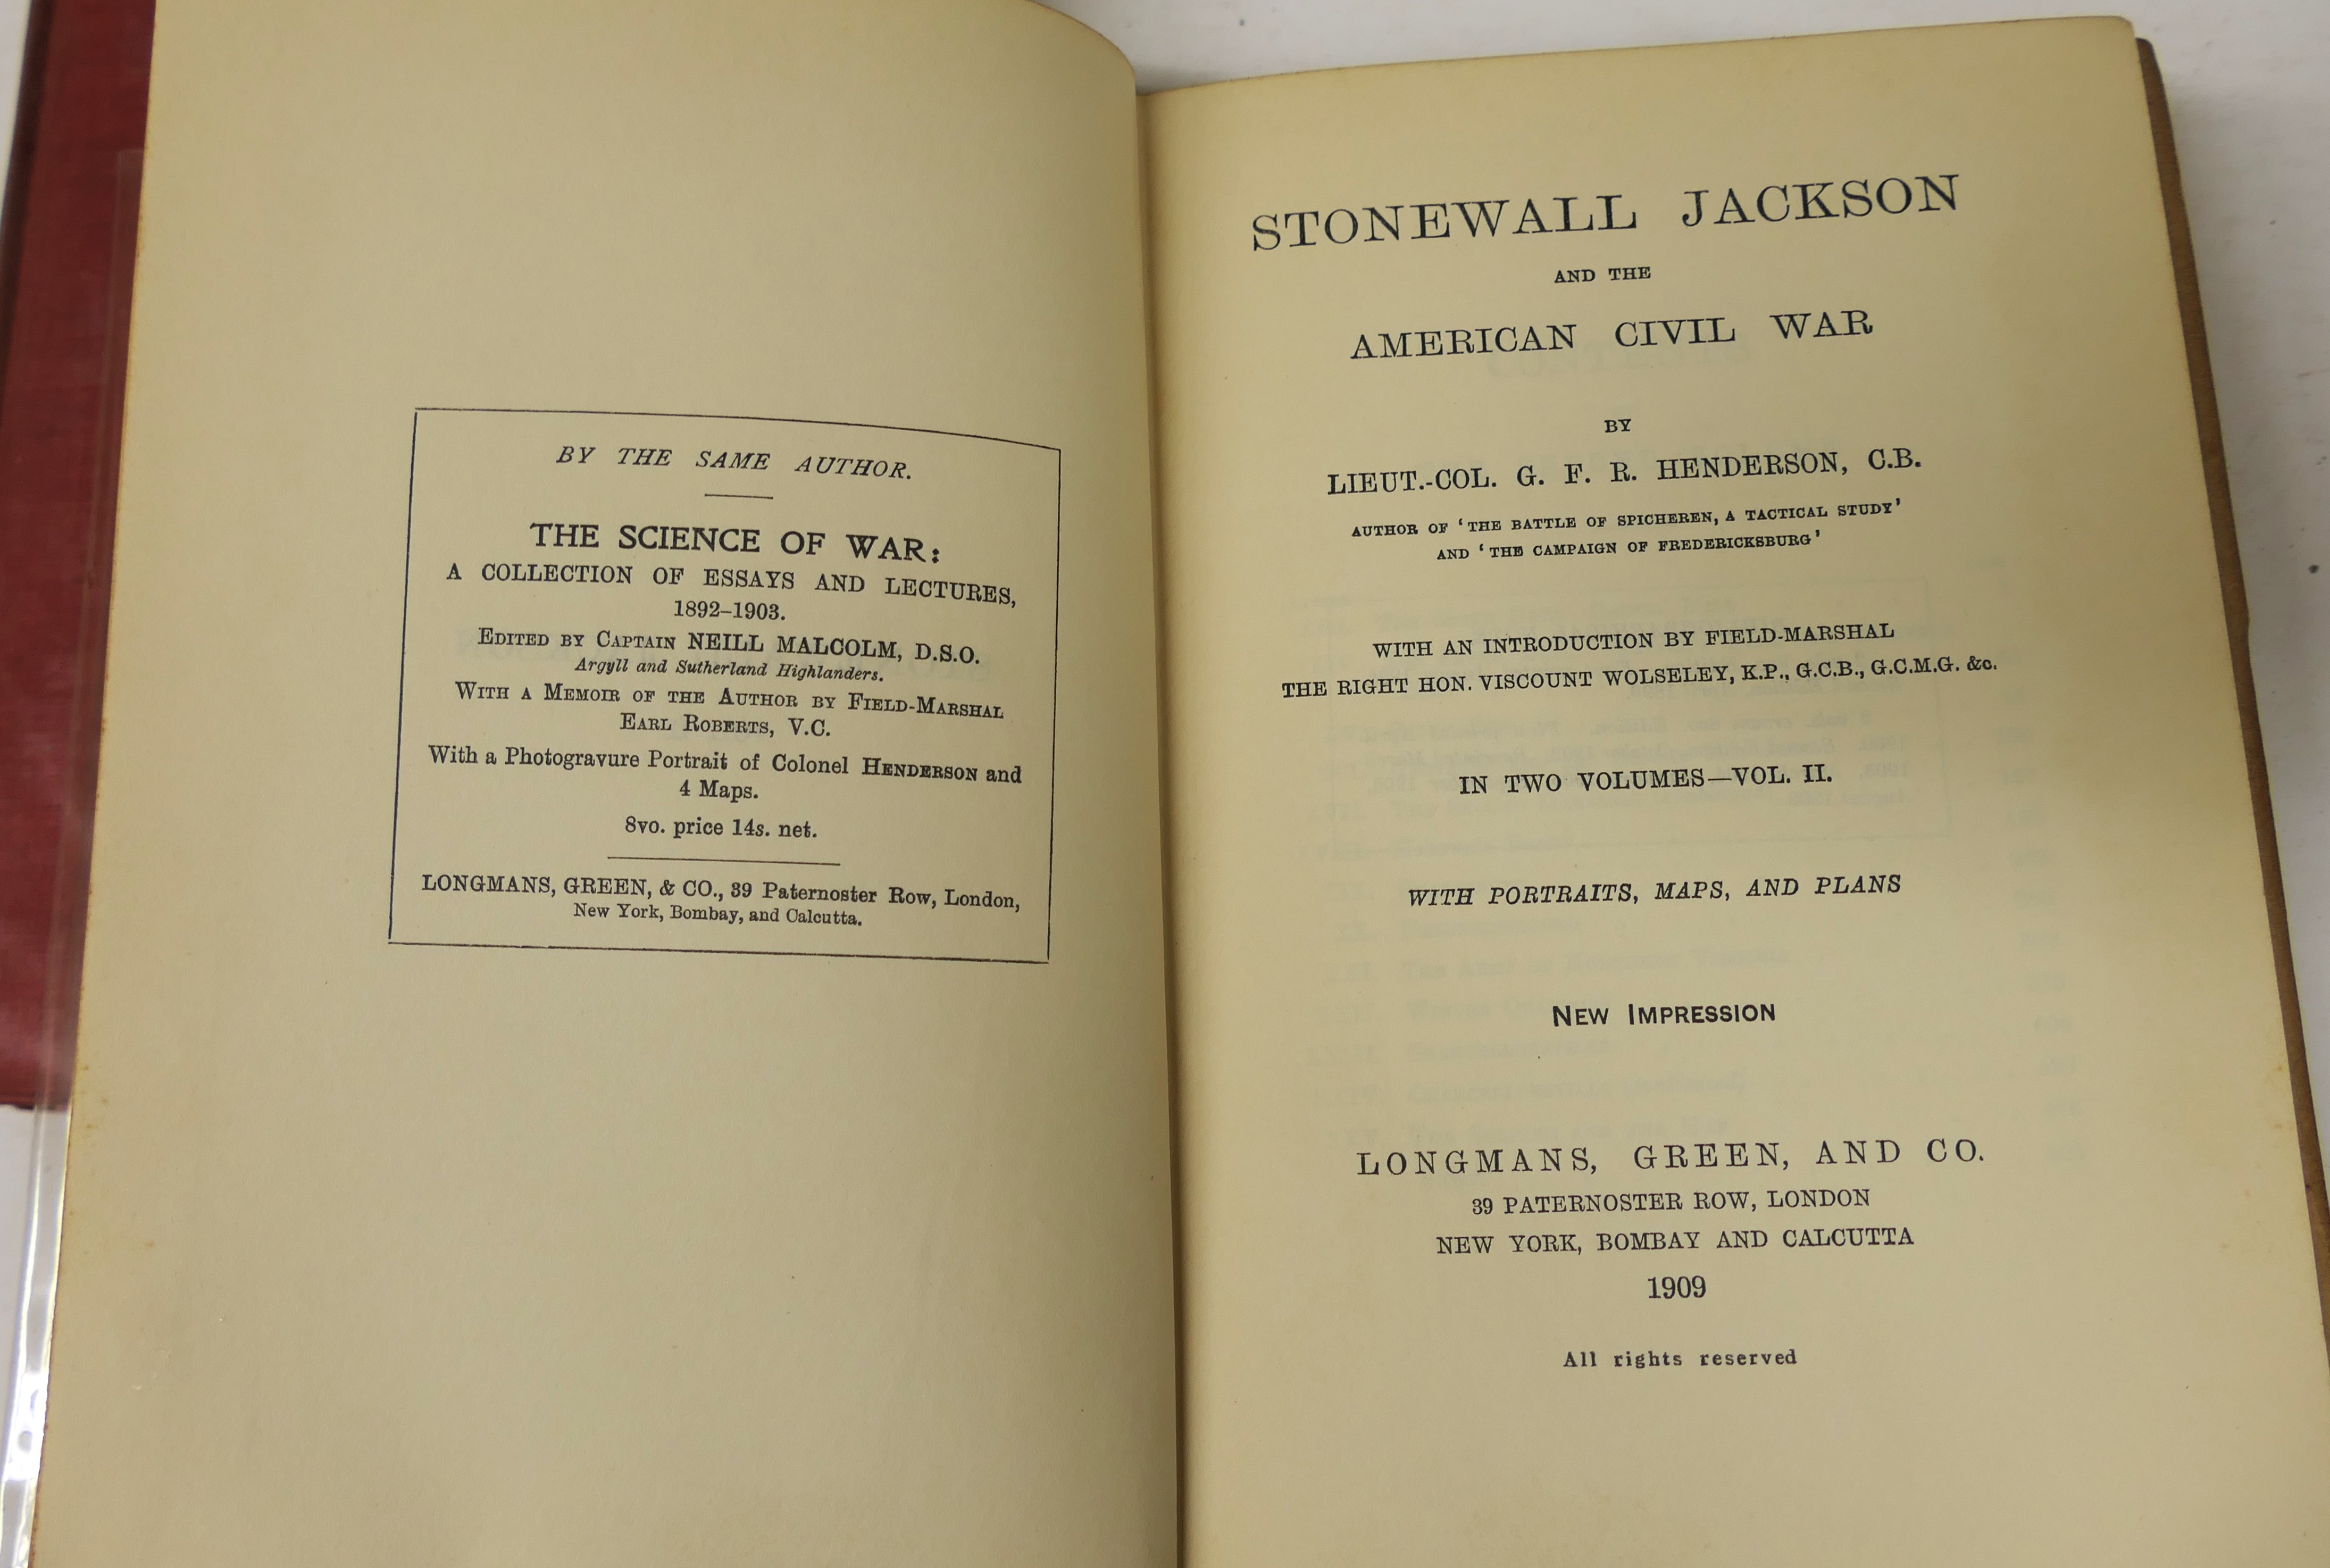 BY THE SAME AUTHOR.
THE SCIENCE OF WAR:
A COLLECTION OF ESSAYS AND LECTURES,
1892–1903.
EDITED BY CAPTAIN NEILL MALCOLM, D.S.O.
Argyll and Sutherland Highlanders.
WITH A MEMOIR OF THE AUTHOR BY FIELD-MARSHAL
EARL ROBERTS, V.C.
With a Photogravure Portrait of Colonel HENDERSON and
4 Maps.
8vo. price 14s. net.
LONGMANS, GREEN, & CO., 39 Paternoster Row, London,
New York, Bombay, and Calcutta.
STONEWALL JACKSON
AND THE
AMERICAN CIVIL WAR
BY
LIEUT.-COL. G. F. R. HENDERSON, C.B.
AUTHOR OF 'THE BATTLE OF SPICHEREN, A TACTICAL STUDY'
AND 'THE CAMPAIGN OF FREDERICKSBURG'
WITH AN INTRODUCTION BY FIELD-MARSHAL
THE RIGHT HON. VISCOUNT WOLSELEY, K.P., G.C.B., G.C.M.G. &c.
IN TWO VOLUMES—VOL. II.
WITH PORTRAITS, MAPS, AND PLANS
NEW IMPRESSION
LONGMANS, GREEN, AND CO.
39 PATERNOSTER ROW, LONDON
NEW YORK, BOMBAY AND CALCUTTA
1909
All rights reserved